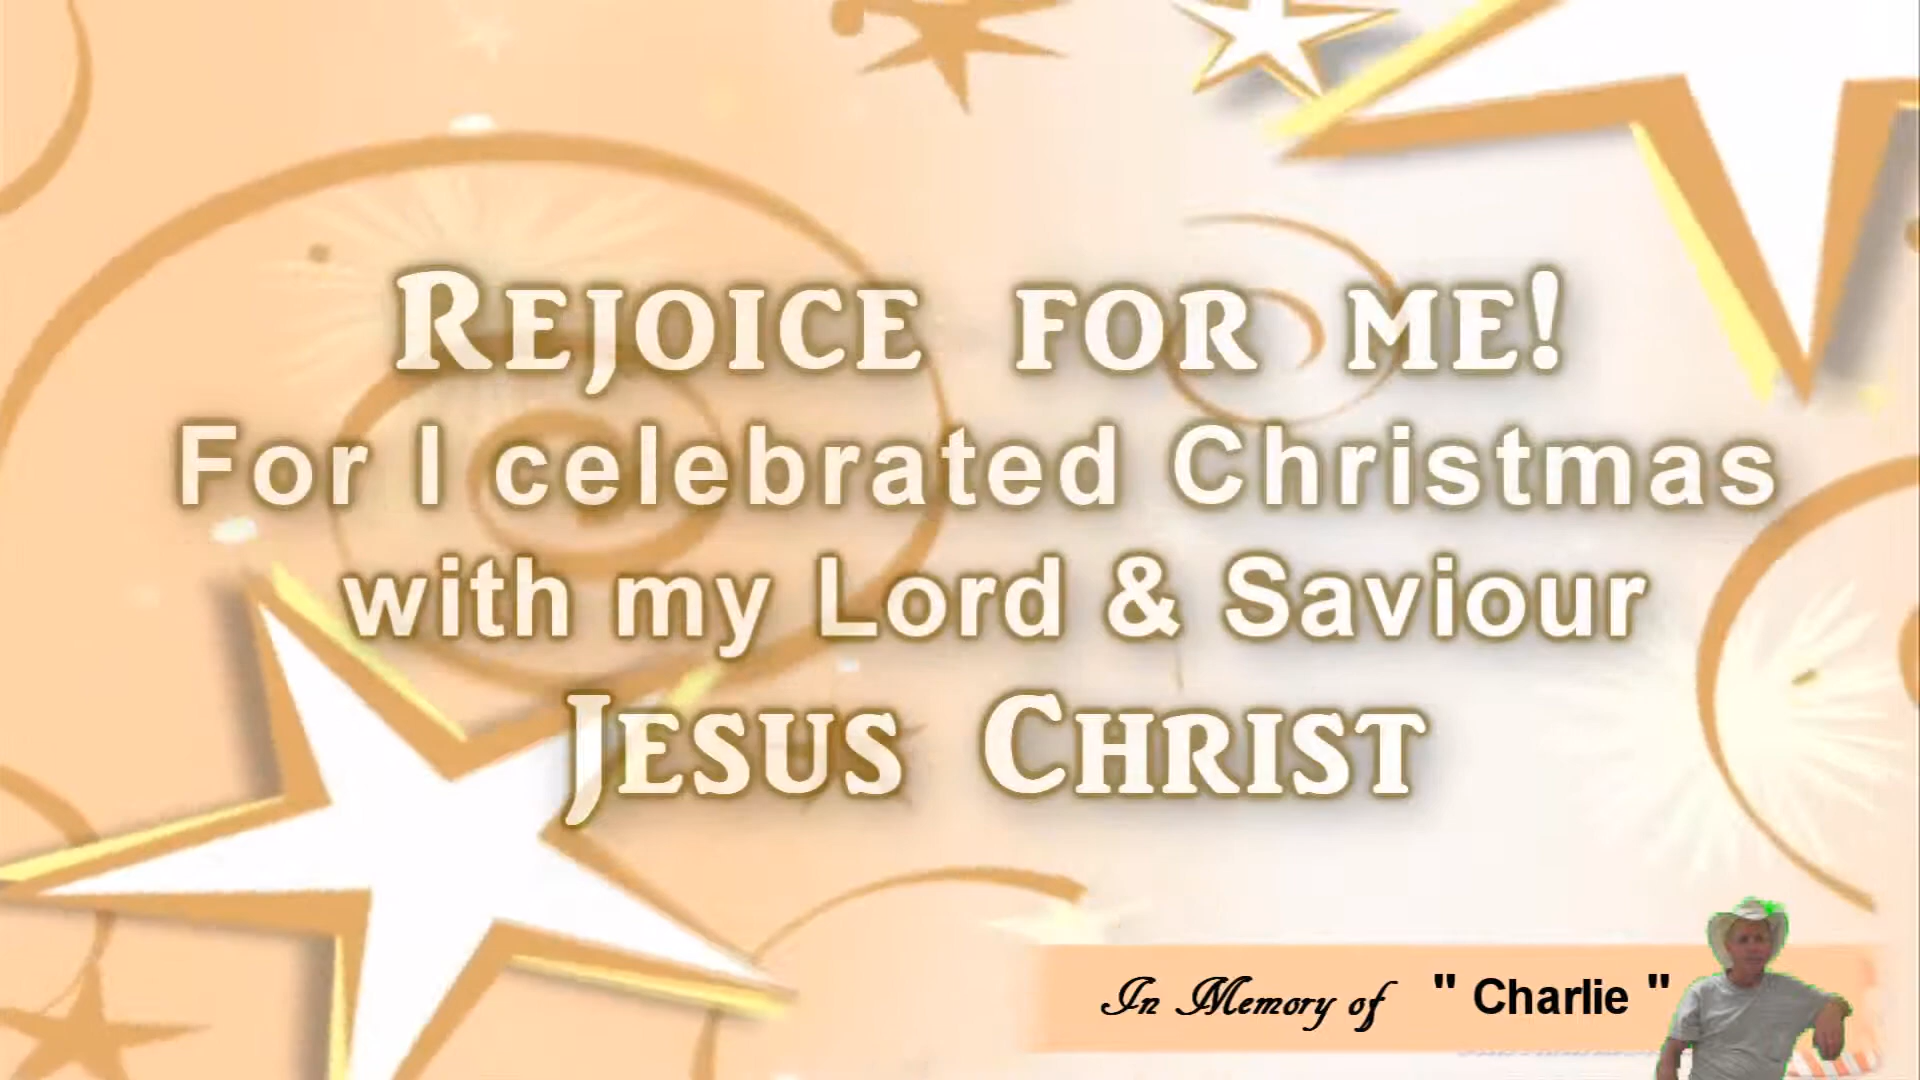 Rejoice for me!
For I celebrated Christmas
with my Lord & Saviour
Jesus Christ
In Memory of " Charlie "